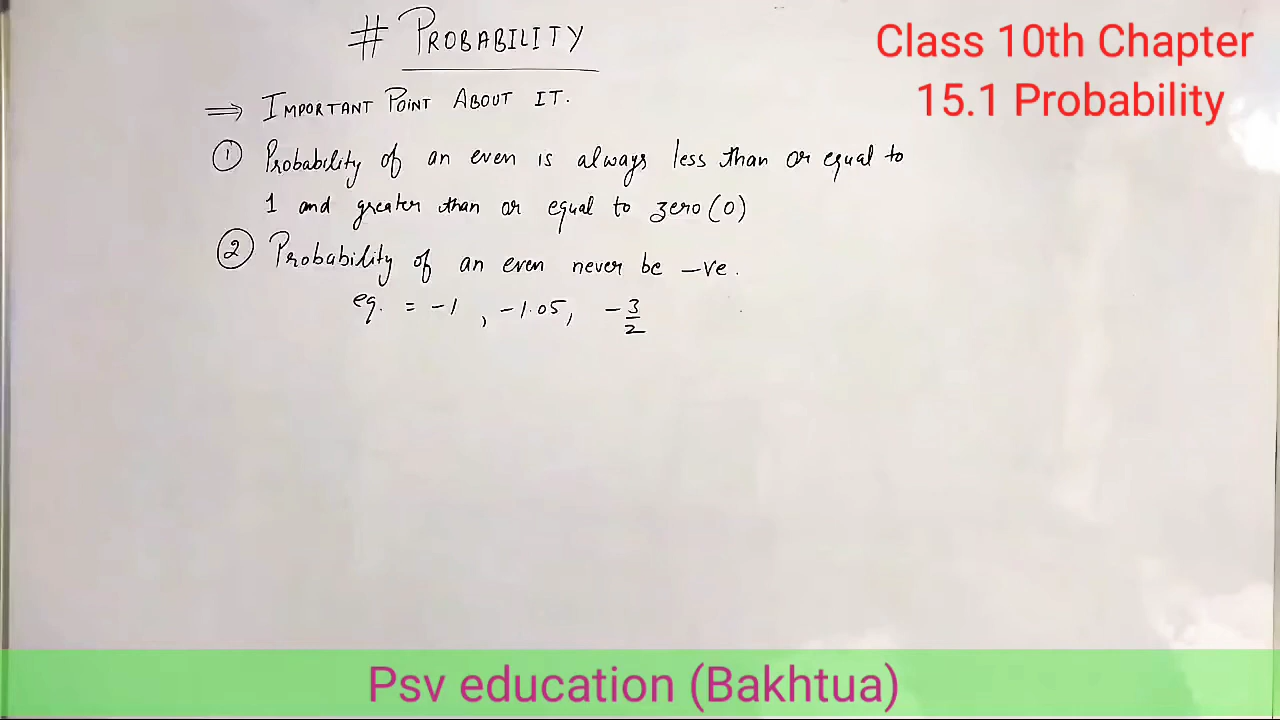 # PROBABILITY
Class 10th Chapter
15.1 Probability
⇒ IMPORTANT POINT ABOUT IT.
① Probability of an even is always less than or equal to
1 and greater than or equal to zero (0)
② Probability of an even never be -ve.
eg. = -1 , -1.05, -3/2
Psv education (Bakhtua)